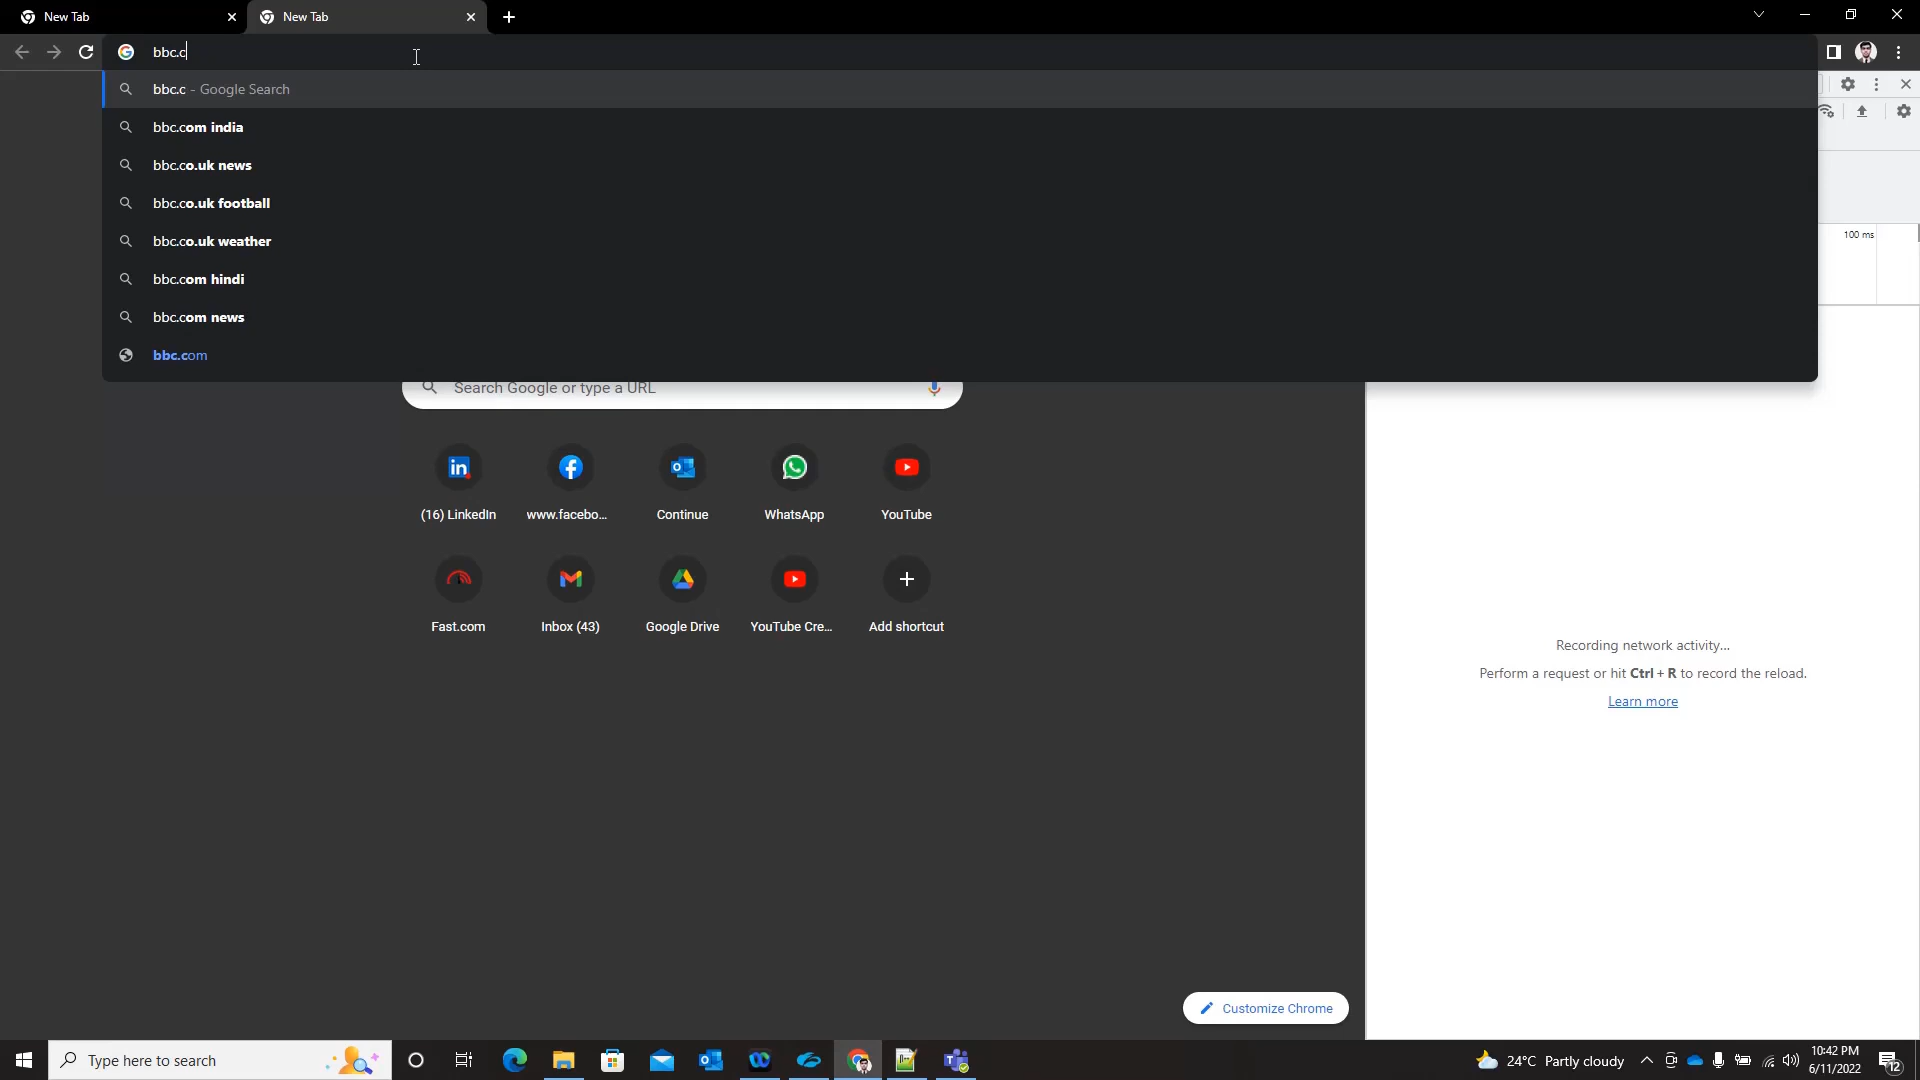 New Tab
New Tab
bbc.c
bbc.c - Google Search
bbc.com india
bbc.co.uk news
bbc.co.uk football
bbc.co.uk weather
bbc.com hindi
bbc.com news
bbc.com
100 ms
Search Google or type a URL
(16) LinkedIn
www.facebo...
Continue
WhatsApp
YouTube
Fast.com
Inbox (43)
Google Drive
YouTube Cre...
Add shortcut
Recording network activity...
Perform a request or hit Ctrl + R to record the reload.
Learn more
Customize Chrome
Type here to search
24°C Partly cloudy
10:42 PM
6/11/2022
12